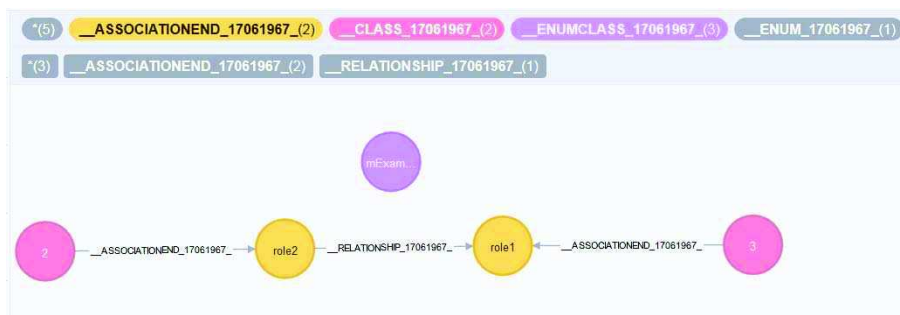 *(5) __ASSOCIATIONEND_17061967_(2) __CLASS_17061967_(2) __ENUMCLASS_17061967_(3) __ENUM_17061967_(1)
*(3) __ASSOCIATIONEND_17061967_(2) __RELATIONSHIP_17061967_(1)
mExam...
2 __ASSOCIATIONEND_17061967_ role2 __RELATIONSHIP_17061967_ role1 __ASSOCIATIONEND_17061967_ 3